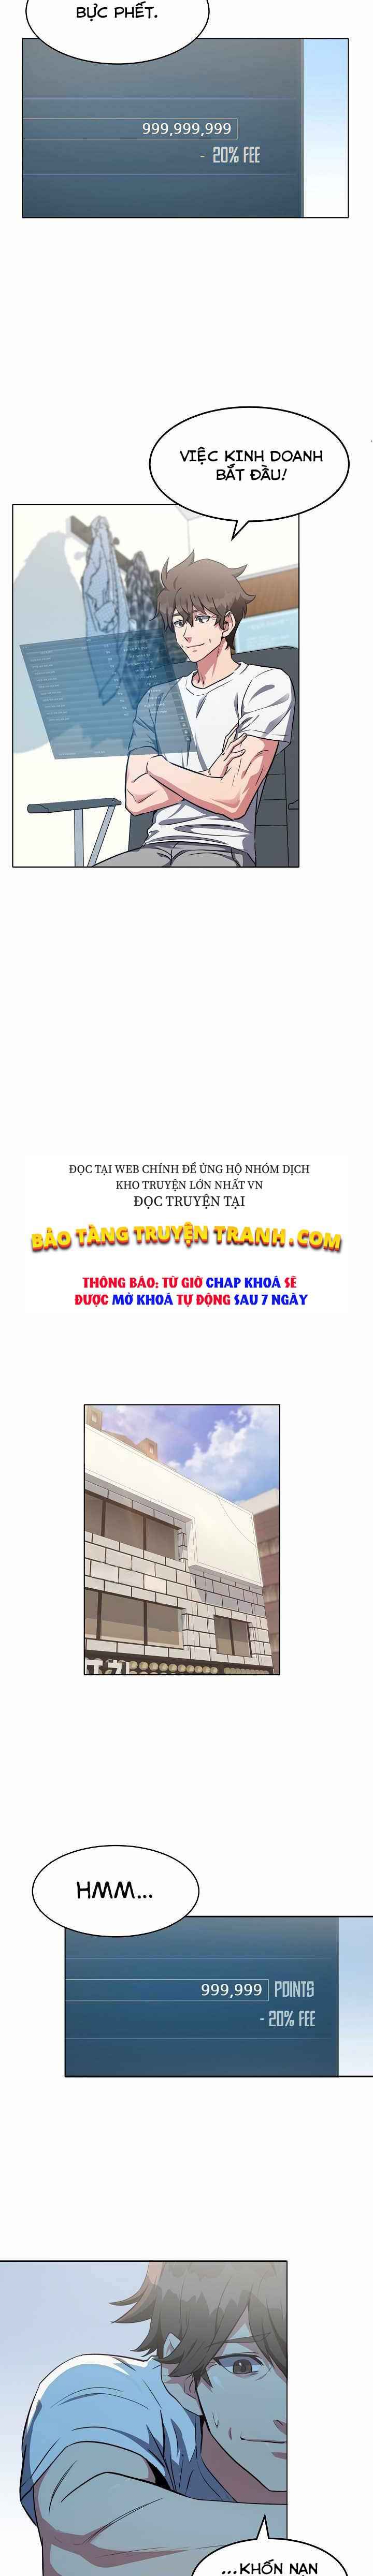 BỰC PHẾT.
999,999,999
- 20% FEE
VIỆC KINH DOANH
BẮT ĐẦU!
ĐỌC TẠI WEB CHÍNH ĐỂ ỦNG HỘ NHÓM DỊCH
KHO TRUYỆN LỚN NHẤT VN
ĐỌC TRUYỆN TẠI
BẢO TÀNG TRUYỆN TRANH.COM
THÔNG BÁO: TỪ GIỜ CHAP KHOÁ SẼ
ĐƯỢC MỞ KHOÁ TỰ ĐỘNG SAU 7 NGÀY
HMM...
999,999 POINTS
- 20% FEE
...KHỐN NẠN